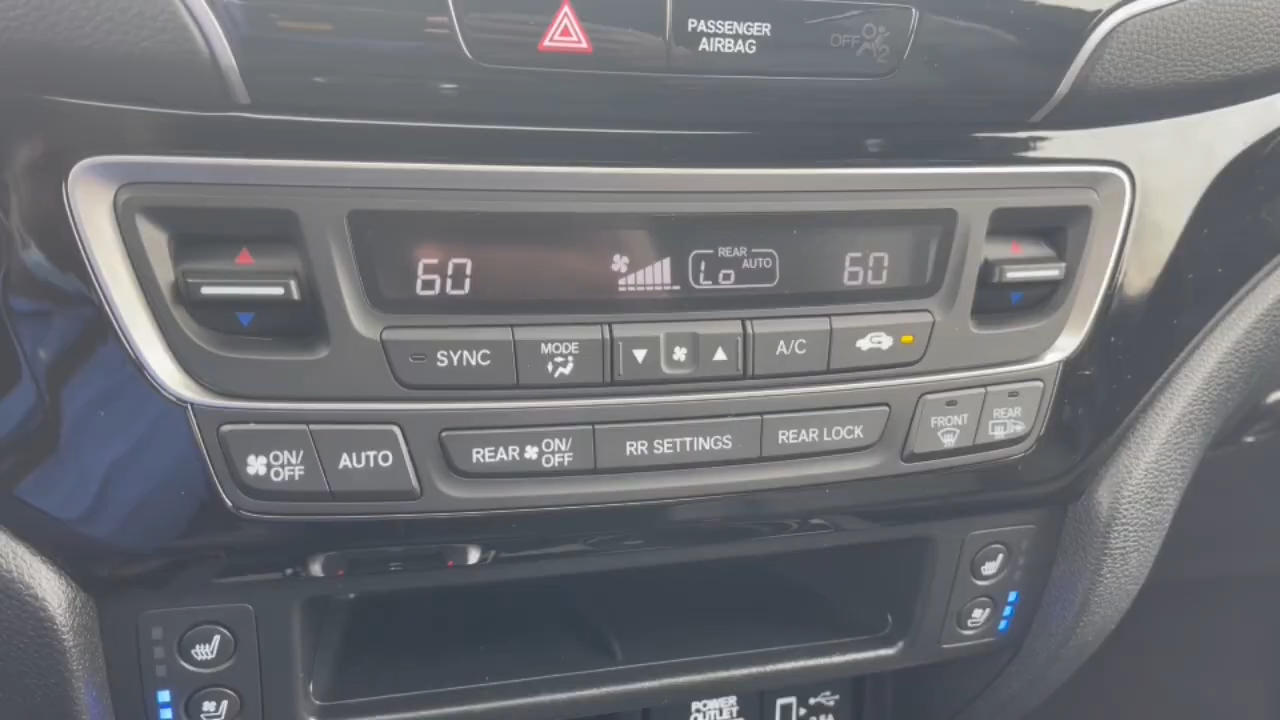 PASSENGER
AIRBAG
OFF
2
60
REAR
Lo
AUTO
60
SYNC
MODE
A/C
ON/
OFF
AUTO
REAR
ON/
OFF
RR SETTINGS
REAR LOCK
FRONT
REAR
POWER
OUTLET